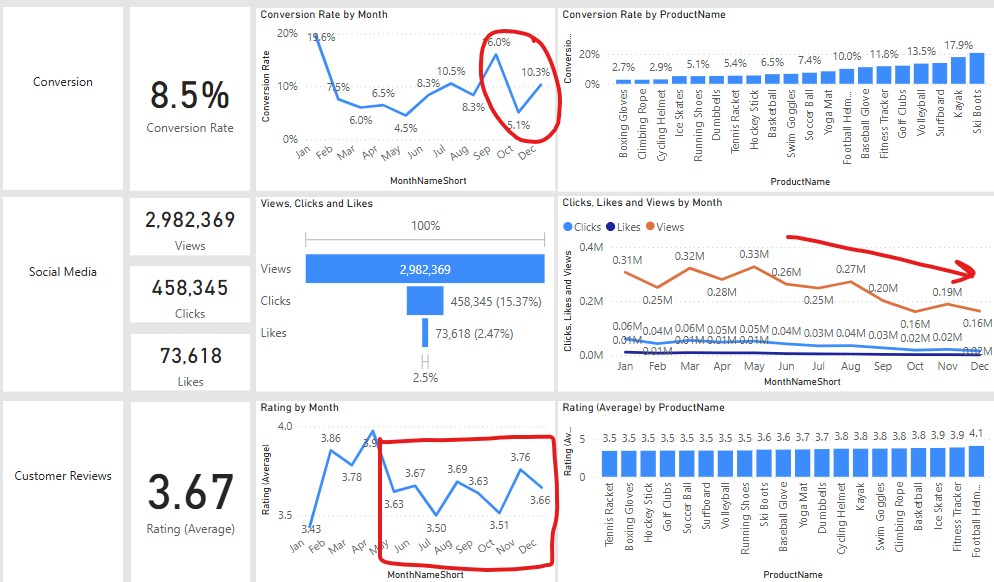 Conversion
8.5%
Conversion Rate
Conversion Rate by Month
Conversion Rate
20%
10%
0%
19.6%
7.5%
6.0%
6.5%
4.5%
8.3%
10.5%
8.3%
6.0%
5.1%
10.3%
Jan Feb Mar Apr May Jun Jul Aug Sep Oct Dec
MonthNameShort
Conversion Rate by ProductName
Conversio...
20%
0%
2.7% 2.9% 5.1% 5.4% 6.5% 7.4% 10.0% 11.8% 13.5% 17.9%
Boxing Gloves
Climbing Rope
Cycling Helmet
Ice Skates
Running Shoes
Dumbbells
Tennis Racket
Hockey Stick
Basketball
Swim Goggles
Soccer Ball
Yoga Mat
Football Helm...
Baseball Glove
Fitness Tracker
Golf Clubs
Volleyball
Surfboard
Kayak
Ski Boots
ProductName
Social Media
2,982,369
Views
458,345
Clicks
73,618
Likes
Views, Clicks and Likes
100%
Views 2,982,369
Clicks 458,345 (15.37%)
Likes 73,618 (2.47%)
2.5%
Clicks, Likes and Views by Month
Clicks Likes Views
Clicks, Likes and Views
0.4M
0.2M
0.0M
0.31M 0.25M 0.32M 0.28M 0.33M 0.26M 0.25M 0.27M 0.20M 0.16M 0.19M 0.16M
0.06M 0.04M 0.06M 0.05M 0.05M 0.04M 0.03M 0.04M 0.03M 0.02M 0.02M 0.02M
0.01M 0.01M 0.01M 0.01M 0.01M
Jan Feb Mar Apr May Jun Jul Aug Sep Oct Nov Dec
MonthNameShort
Customer Reviews
3.67
Rating (Average)
Rating by Month
Rating (Average)
4.0
3.5
3.43
3.86
3.78
3.9
3.63
3.67
3.50
3.69
3.63
3.51
3.76
3.66
Jan Feb Mar Apr May Jun Jul Aug Sep Oct Nov Dec
MonthNameShort
Rating (Average) by ProductName
Rating (Av...
5
0
3.5 3.5 3.5 3.5 3.5 3.5 3.5 3.5 3.6 3.6 3.7 3.7 3.8 3.8 3.8 3.8 3.8 3.9 3.9 4.1
Tennis Racket
Boxing Gloves
Hockey Stick
Golf Clubs
Soccer Ball
Surfboard
Volleyball
Running Shoes
Ski Boots
Baseball Glove
Yoga Mat
Dumbbells
Cycling Helmet
Kayak
Swim Goggles
Climbing Rope
Basketball
Ice Skates
Fitness Tracker
Football Helm...
ProductName